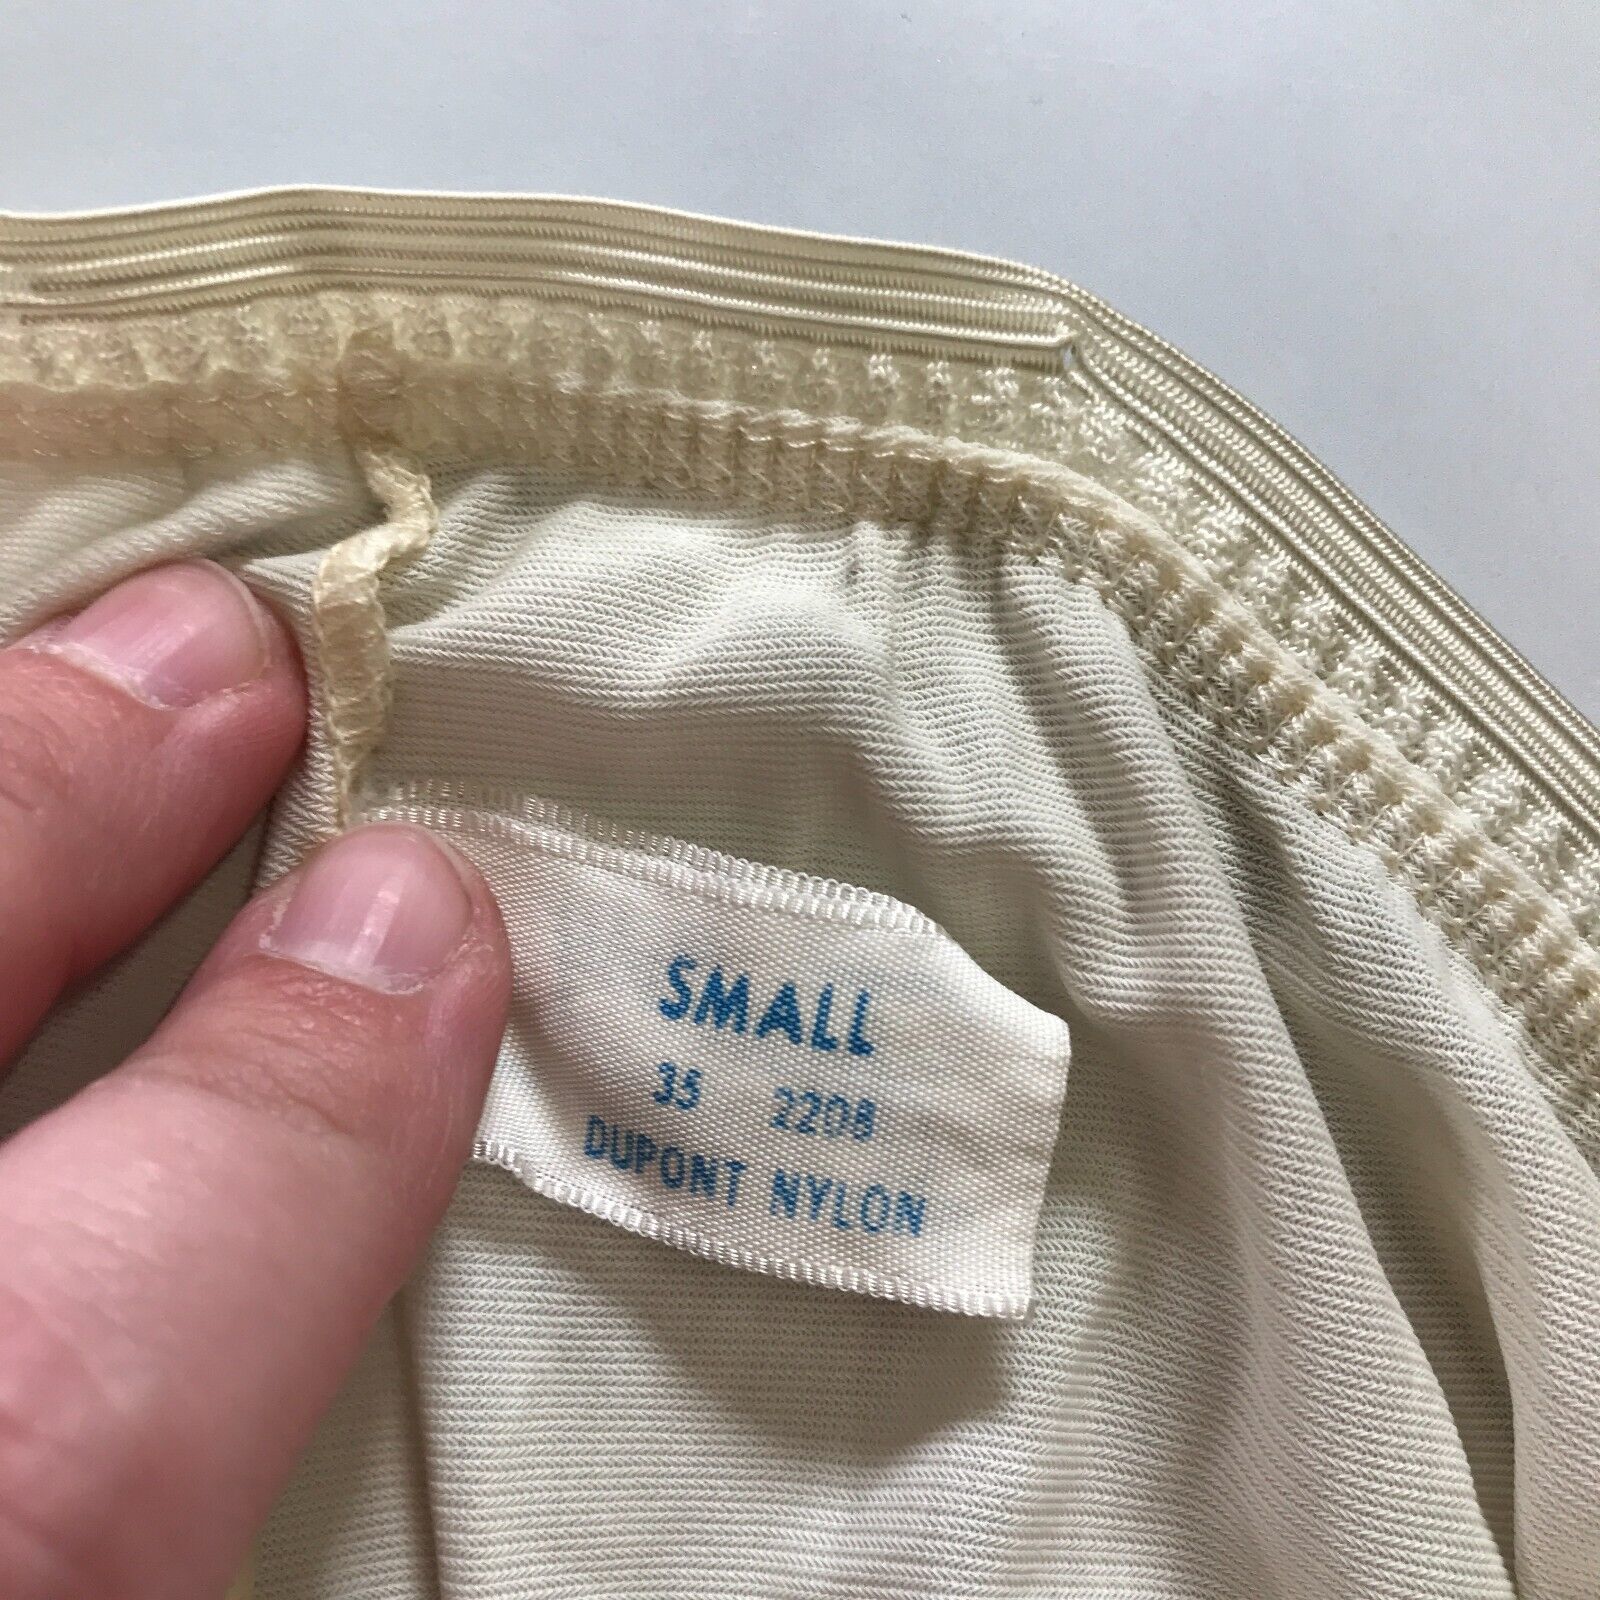 SMALL
35 2208
DUPONT NYLON